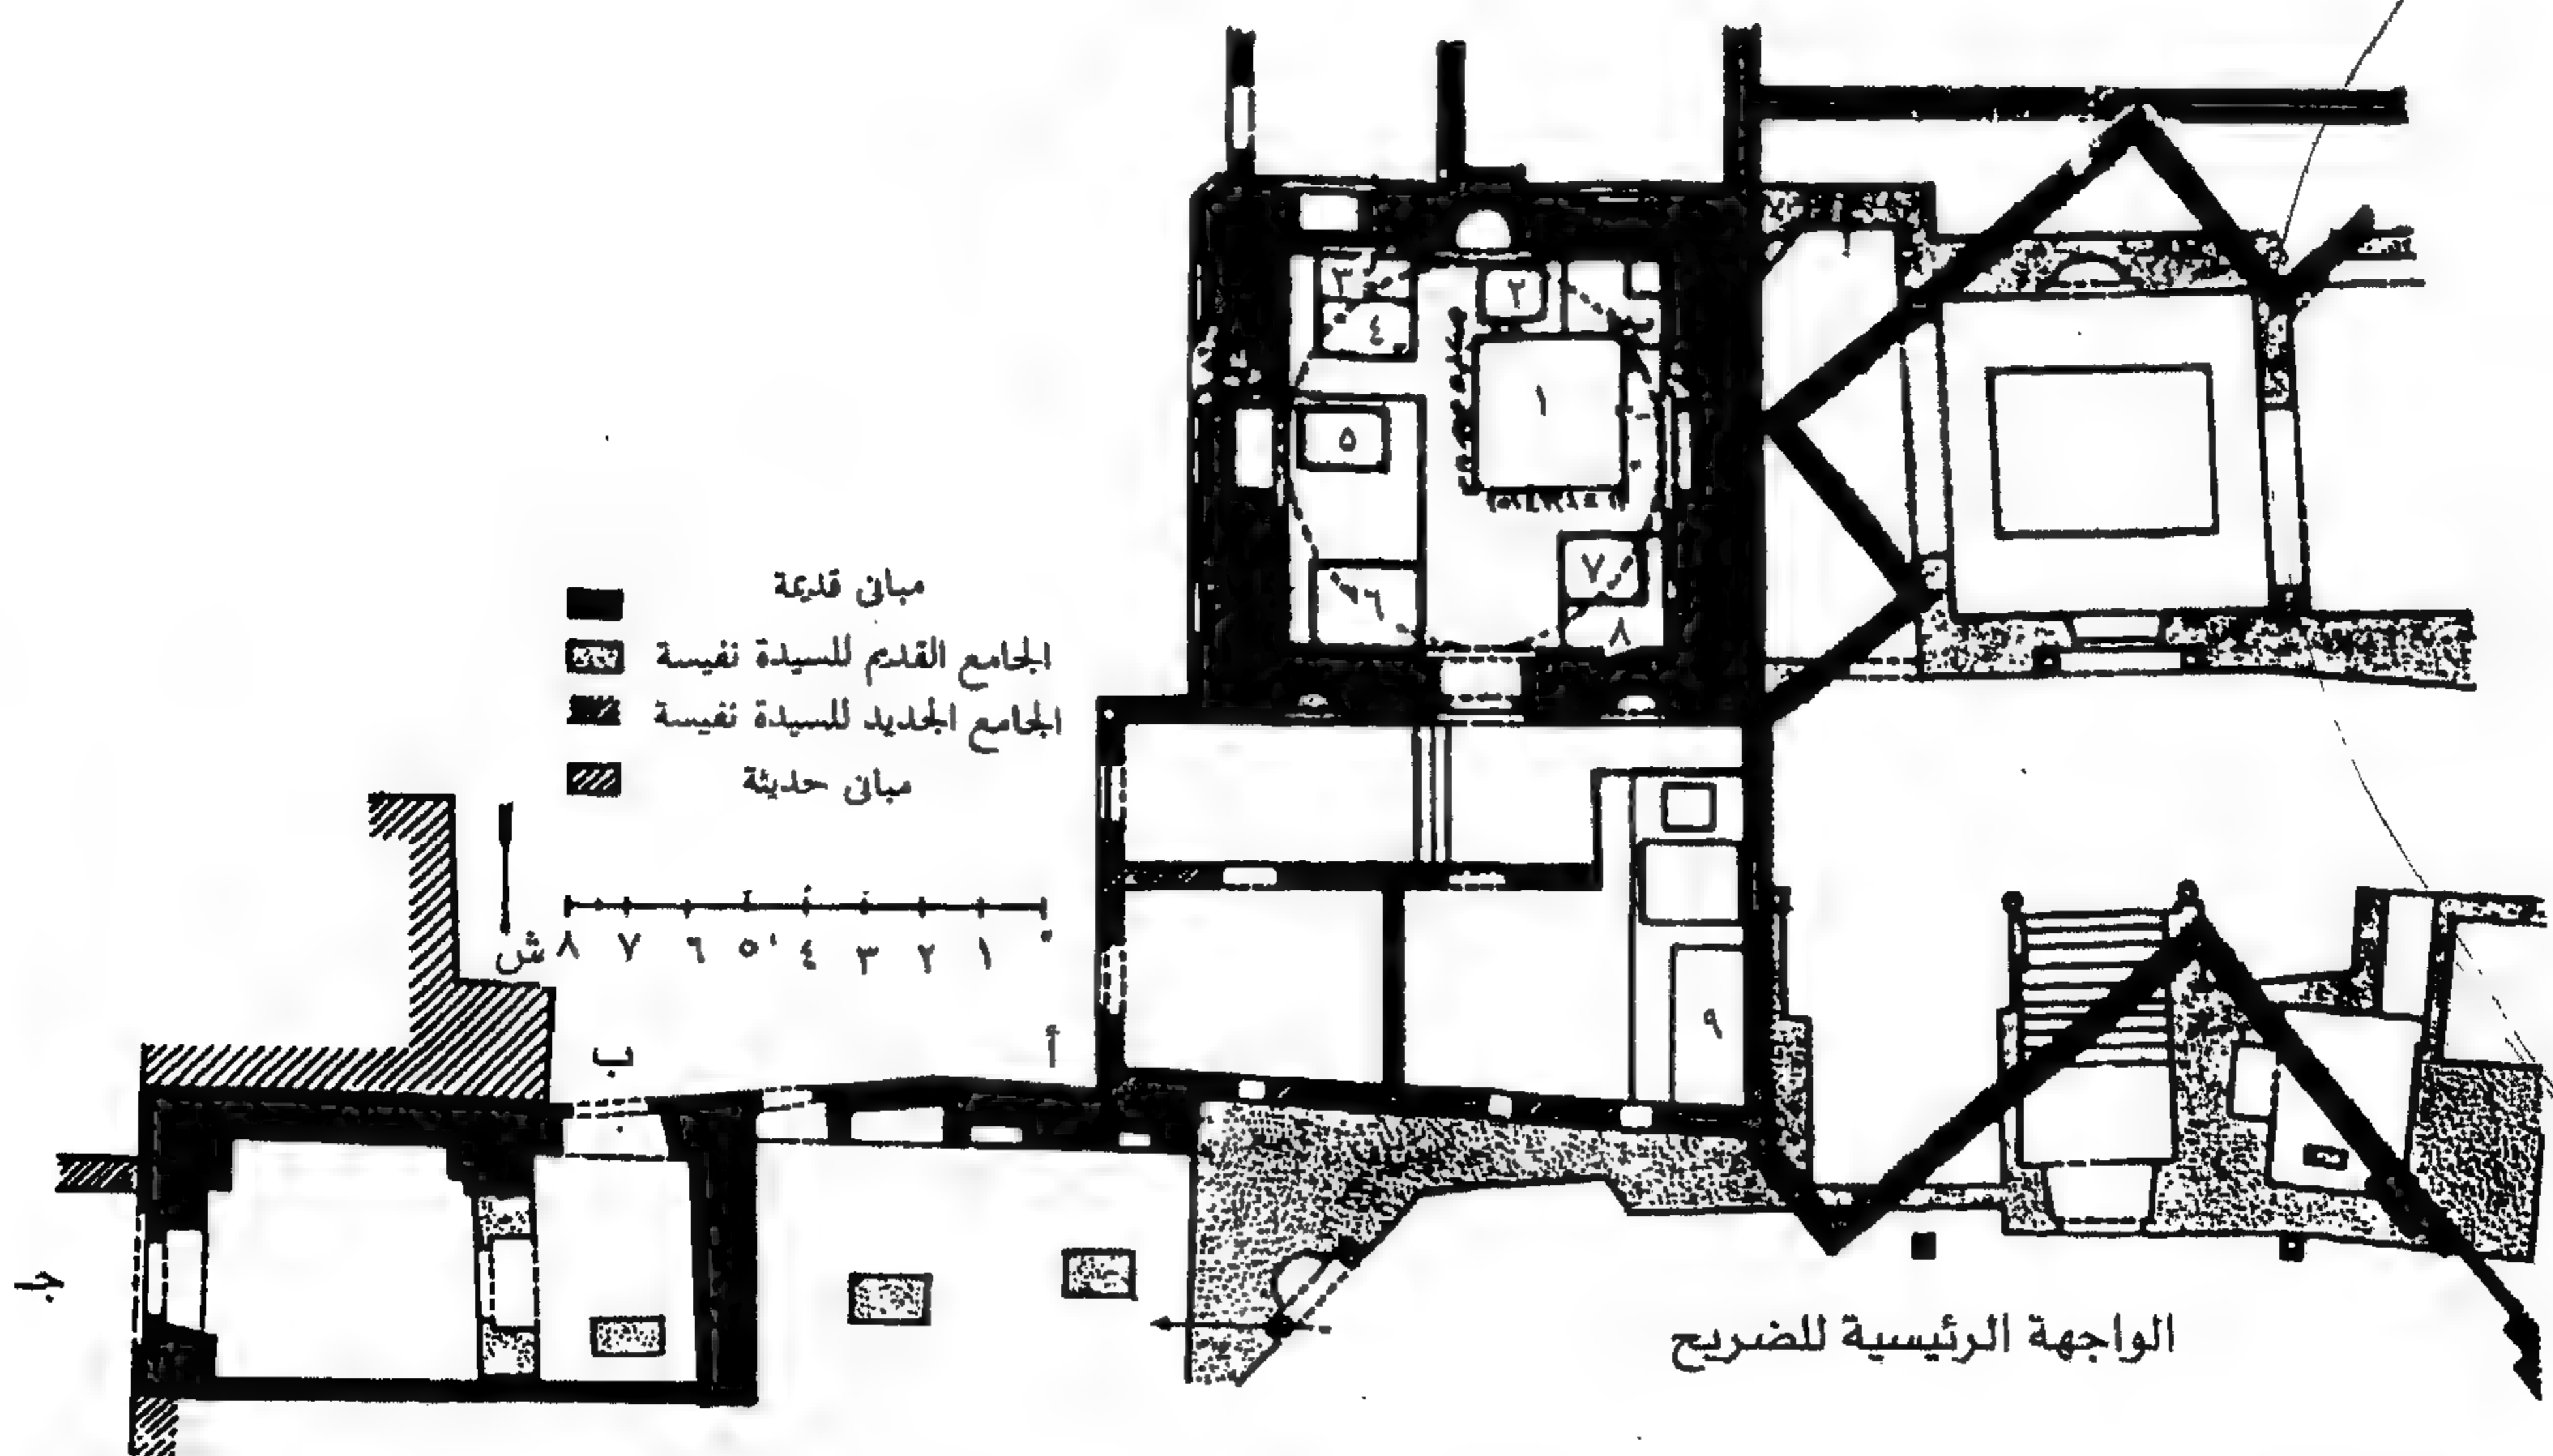 ٣
٢
٤
١
٥
٧
٦
٨
مبانى قديمة
الجامع القديم للسيدة نفيسة
الجامع الجديد للسيدة نفيسة
مبانى حديثة
ش ٨ ٧ ٦ ٥ ٤ ٣ ٢ ١ ٠
٩
أ
ب
جـ
الواجهة الرئيسية للضريح